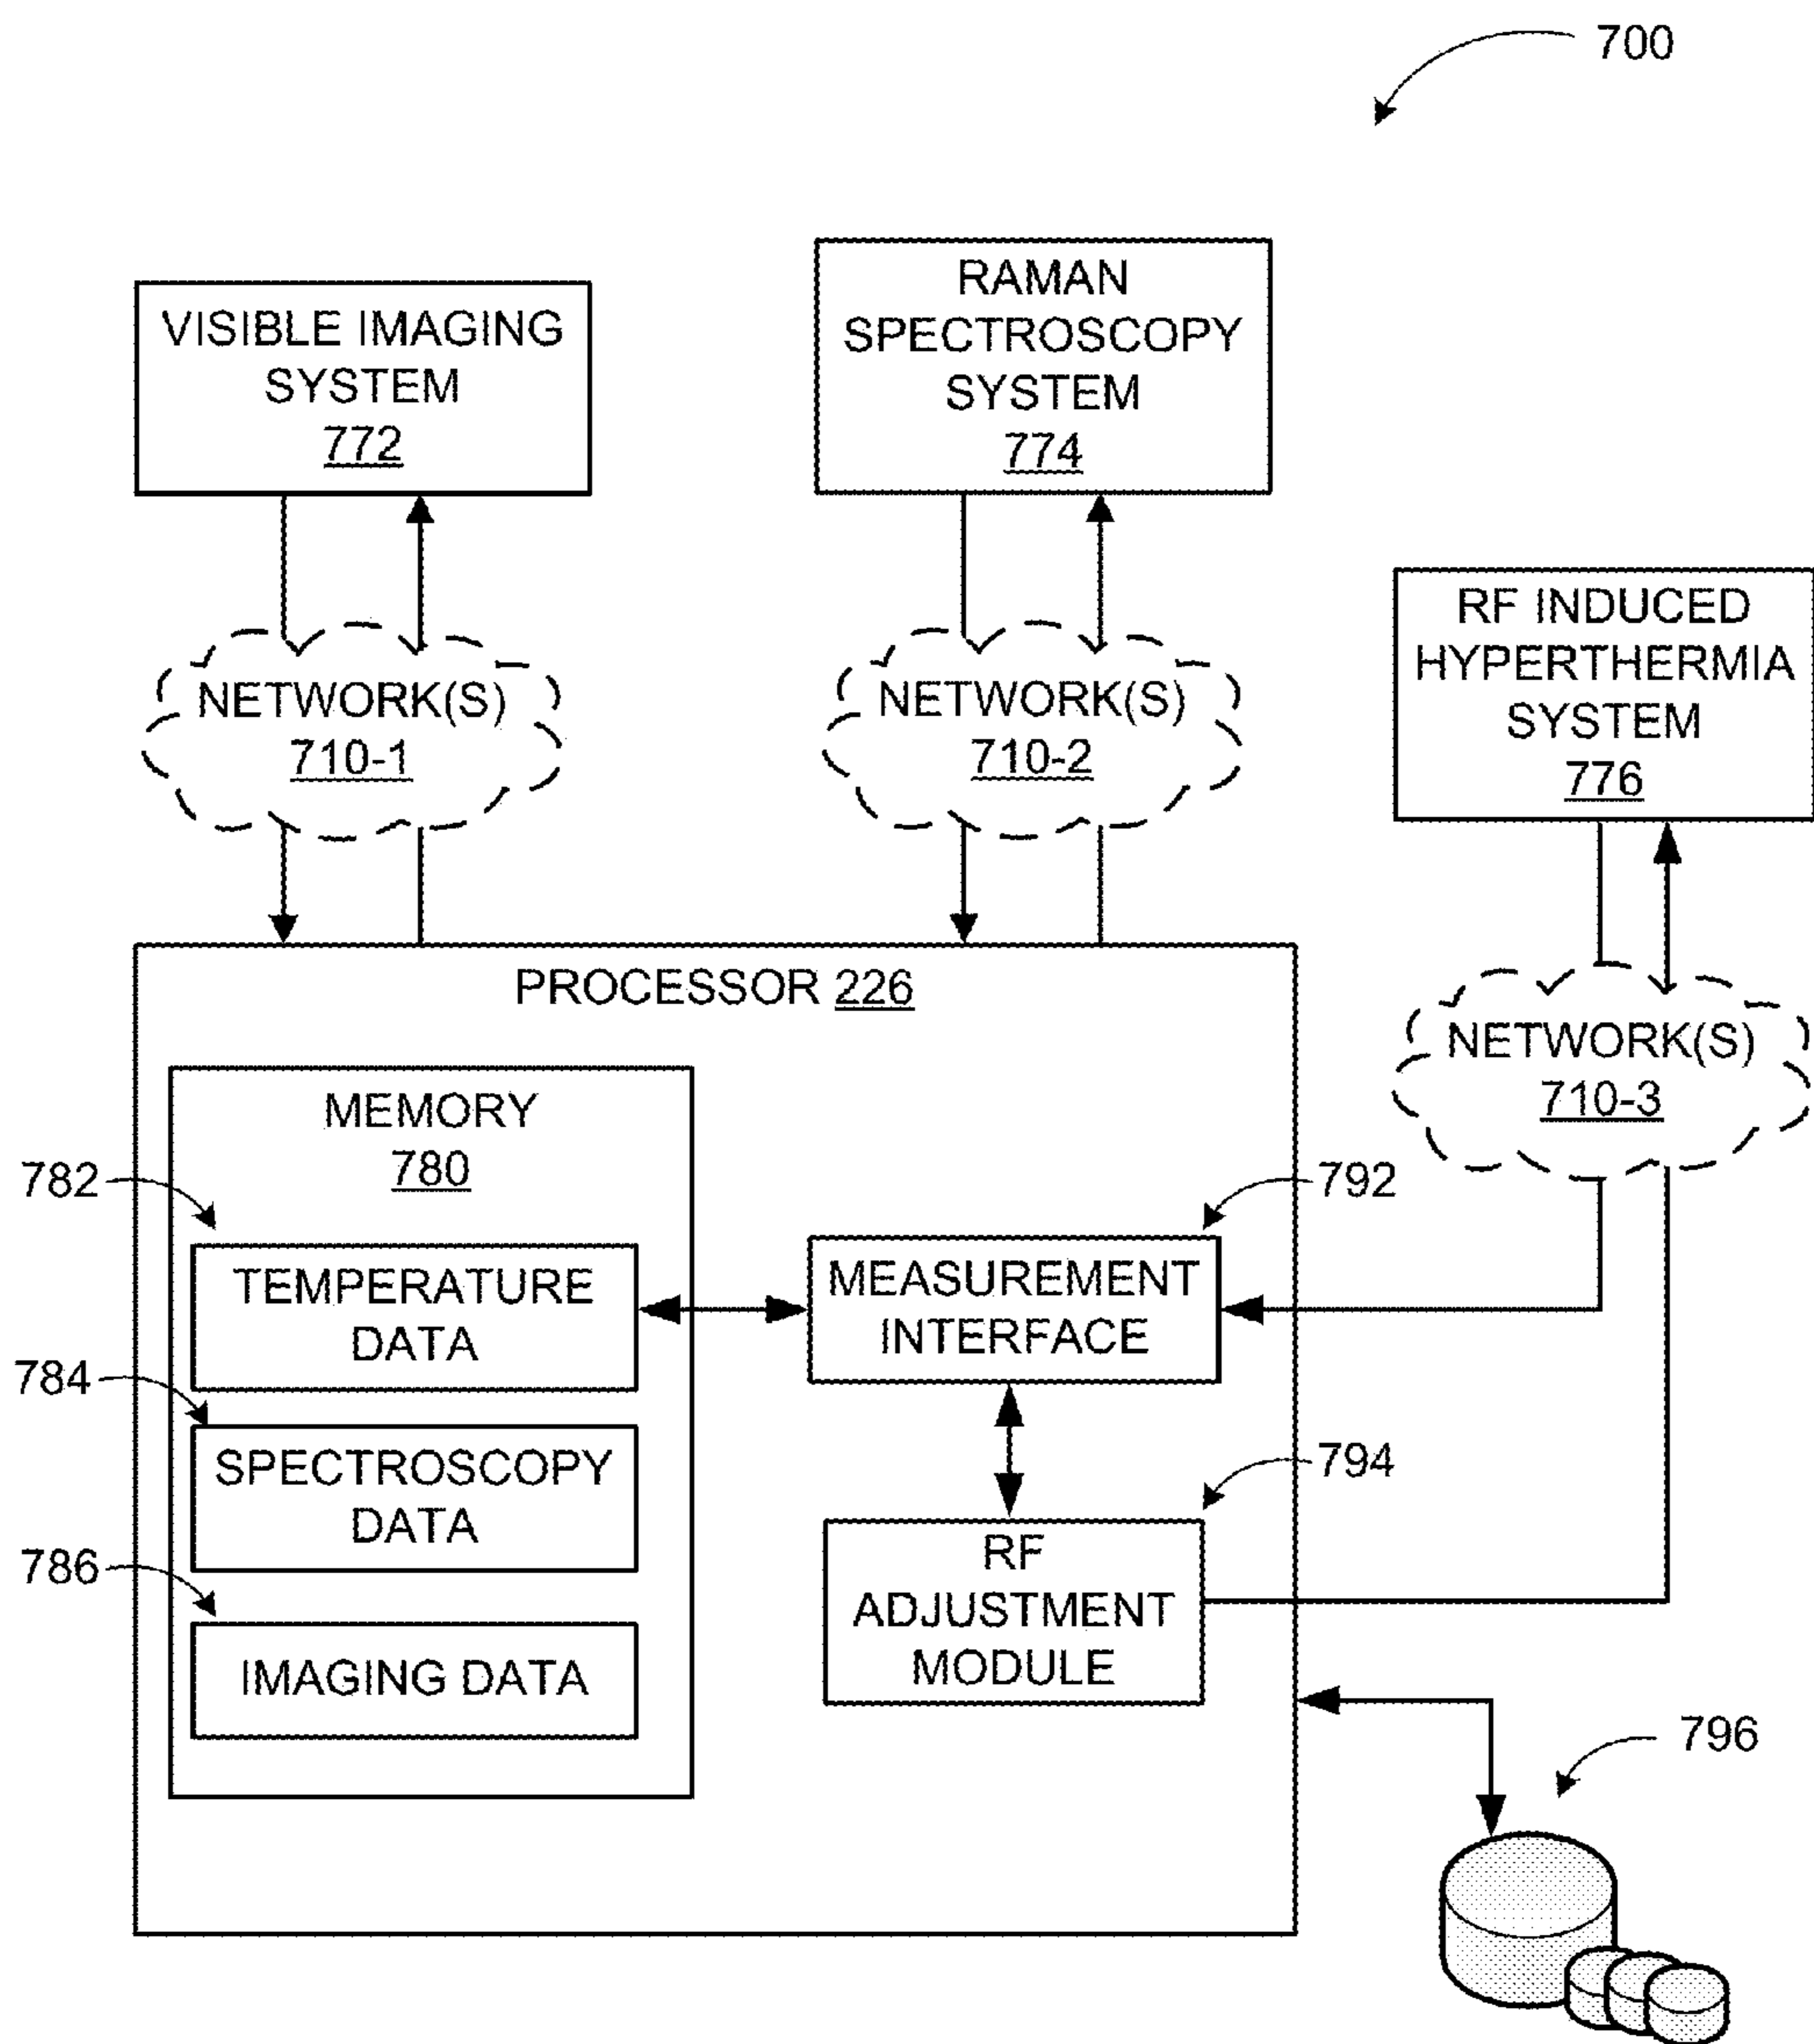 700
VISIBLE IMAGING
SYSTEM
772
RAMAN
SPECTROSCOPY
SYSTEM
774
RF INDUCED
HYPERTHERMIA
SYSTEM
776
NETWORK(S)
710-1
NETWORK(S)
710-2
NETWORK(S)
710-3
PROCESSOR 226
MEMORY
780
782
TEMPERATURE
DATA
784
SPECTROSCOPY
DATA
786
IMAGING DATA
792
MEASUREMENT
INTERFACE
794
RF
ADJUSTMENT
MODULE
796